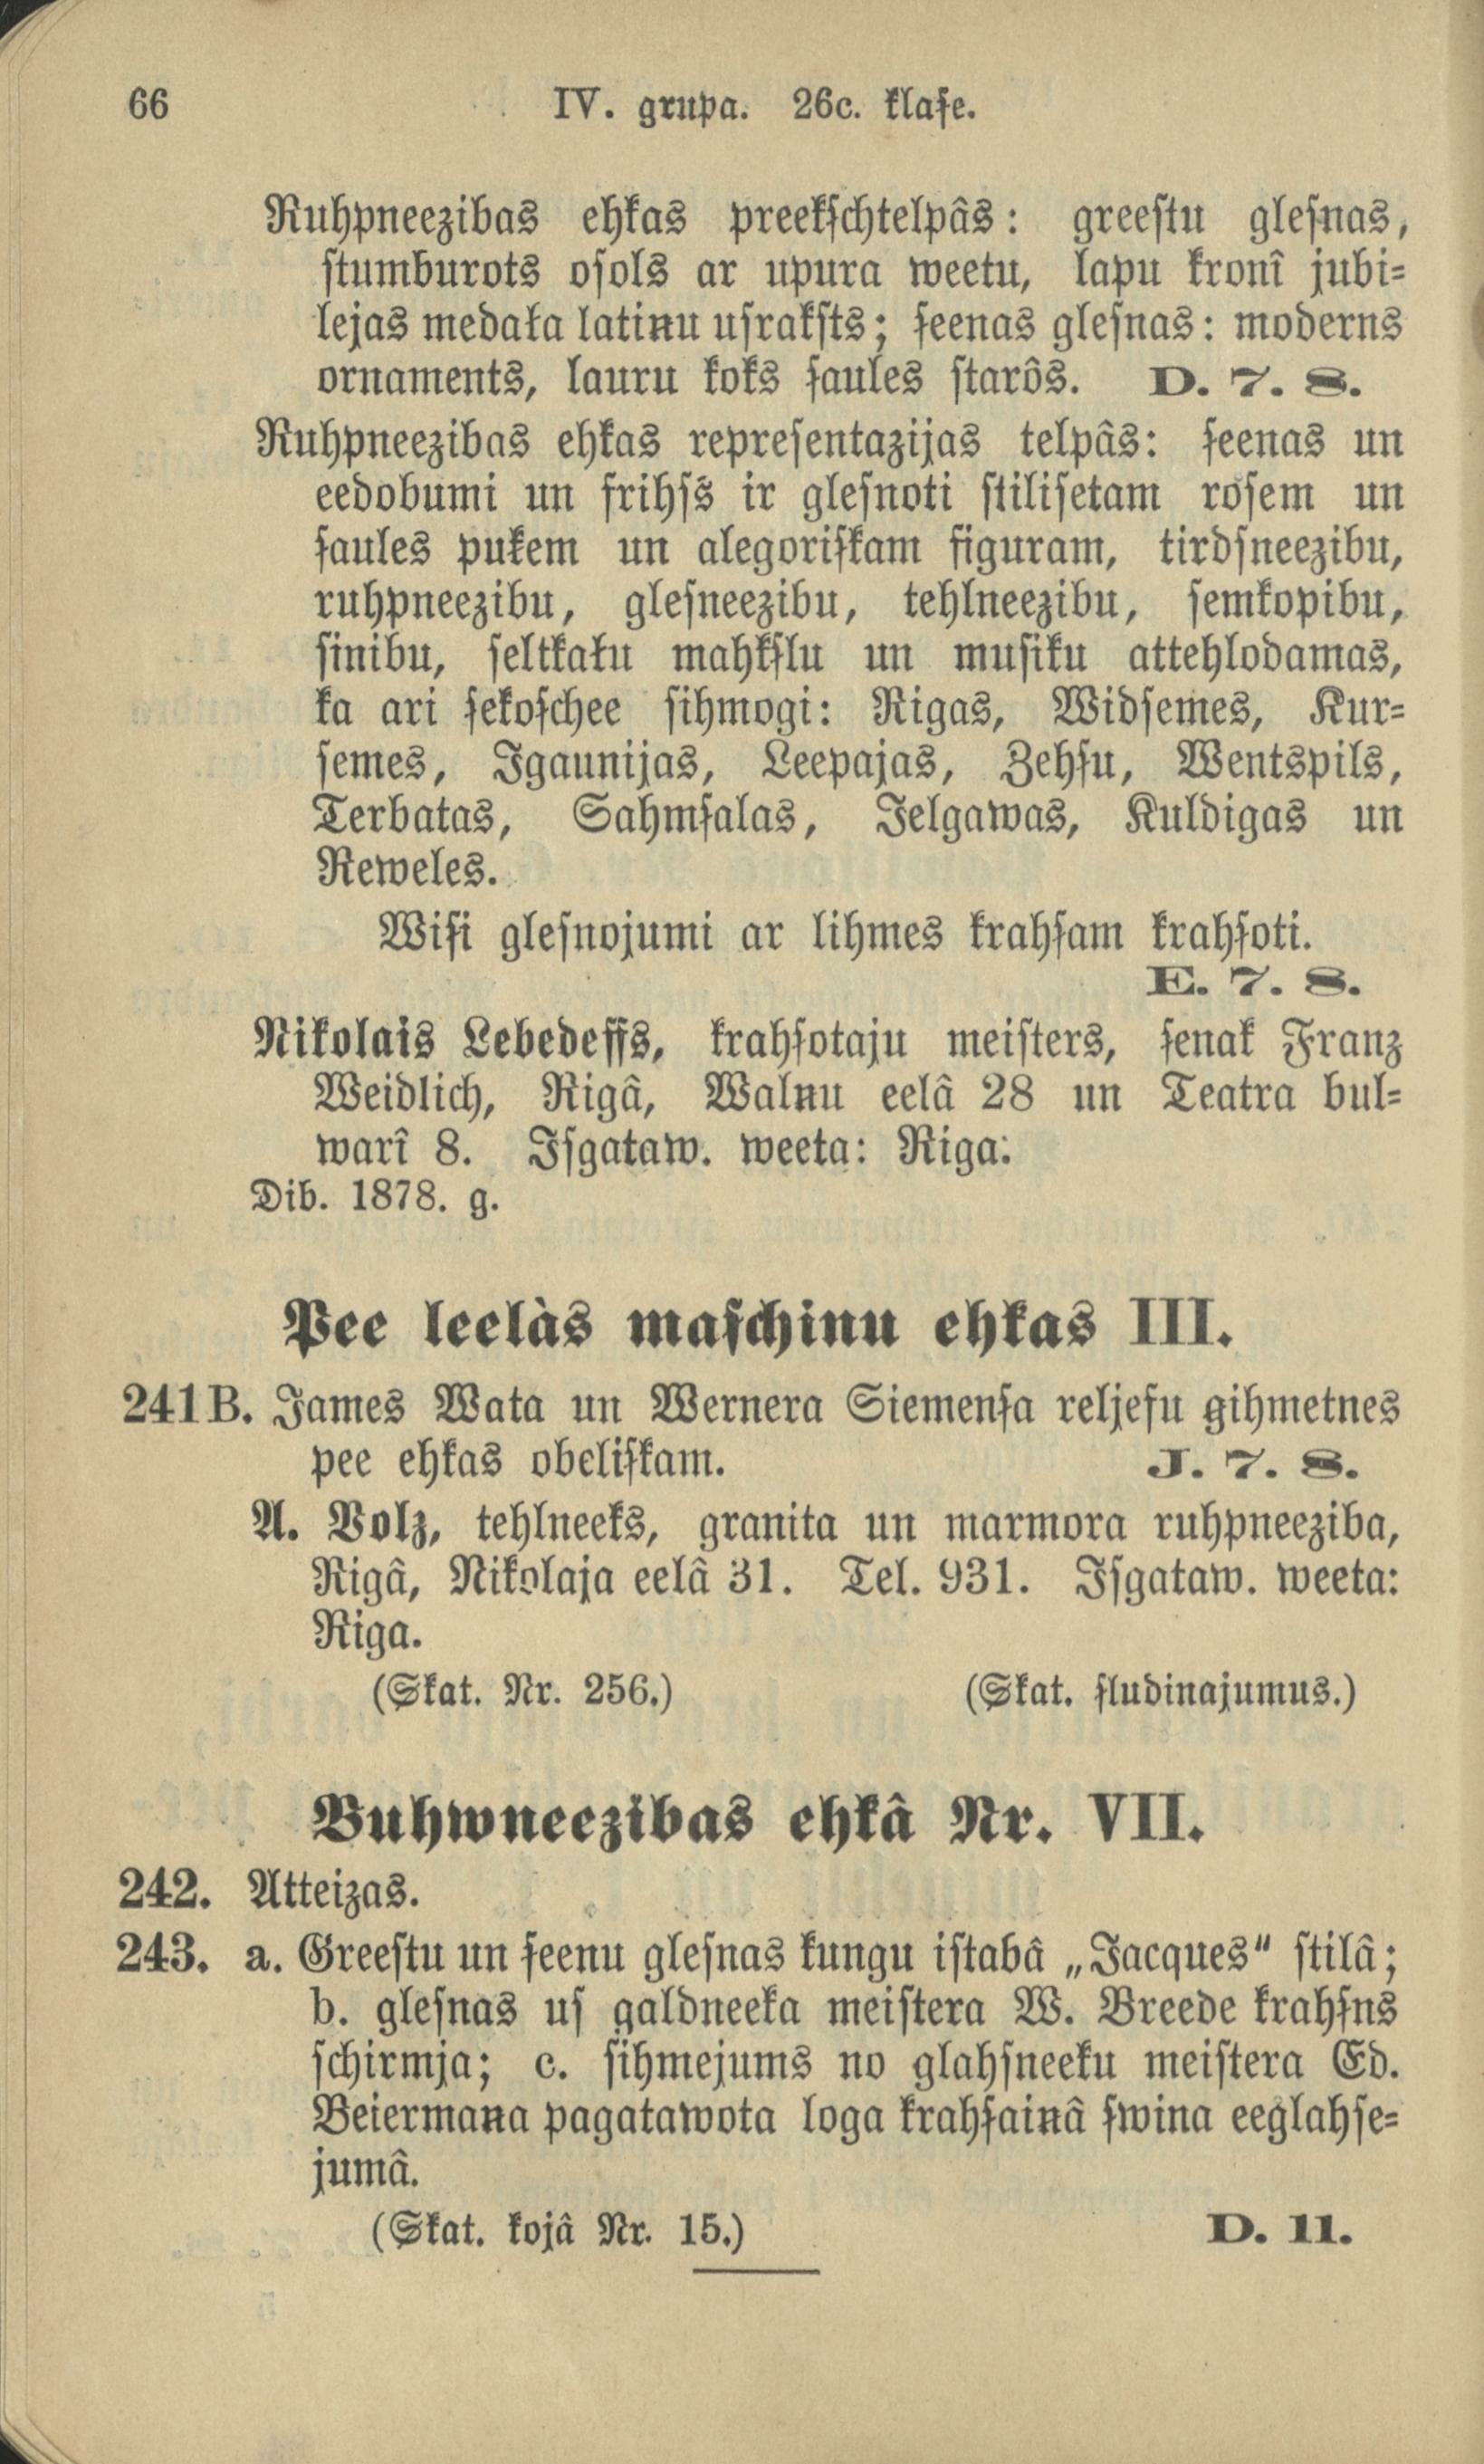 66 IV. grupa. 26c. klaſe.
Ruhpneezibas ehkas preekſchtelpâs: greeſtu gleſnas,
ſtumburots oſols ar upura weetu, lapu kronî jubi-
lejas medaļa latiņu uſrakſts; ſeenas gleſnas: moderns
ornaments, lauru koks ſaules ſtarôs. D. 7. 8.
Ruhpneezibas ehkas repreſentazijas telpâs: ſeenas un
eedobumi un frihſš ir gleſnoti ſtiliſetam roſem un
ſaules puķem un alegoriſkam figuram, tirdſneezibu,
ruhpneezibu, gleſneezibu, tehlneezibu, ſemkopibu,
ſinibu, ſeltkaļu mahkſlu un muſiku attehlodamas,
ka ari ſekoſchee ſihmogi: Rigas, Widſemes, Kur-
ſemes, Igaunijas, Leepajas, Zehſu, Wentspils,
Terbatas, Sahmſalas, Jelgawas, Kuldigas un
Reweles.
Wiſi gleſnojumi ar lihmes krahſam krahſoti.
E. 7. 8.
Nikolais Lebedeffs, krahſotaju meiſters, ſenak Franz
Weidlich, Rigâ, Walņu eelâ 28 un Teatra bul-
warî 8. Iſgataw. weeta: Riga.
Dib. 1878. g.
Pee leelàs maſchinu ehkas III.
241B. James Wata un Wernera Siemenſa reljefu ģihmetnes
pee ehkas obeliſkam. J. 7. 8.
A. Volz, tehlneeks, granita un marmora ruhpneeziba,
Rigâ, Nikolaja eelâ 31. Tel. 931. Iſgataw. weeta:
Riga.
(Skat. Nr. 256.) (Skat. ſludinajumus.)
Buhwneezibas ehkâ Nr. VII.
242. Atteizas.
243. a. Greeſtu un ſeenu gleſnas kungu iſtabâ „Jacques“ ſtilâ;
b. gleſnas uſ galdneeka meiſtera W. Breede krahſns
ſchirmja; c. ſihmejums no glahſneeku meiſtera Ed.
Beiermaņa pagatawota loga krahſaiņâ ſwina eeglahſe-
jumâ.
(Skat. kojâ Nr. 15.) D. 11.